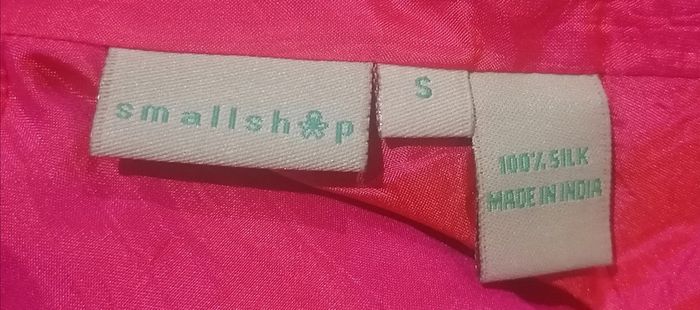 smallshop
S
100% SILK
MADE IN INDIA